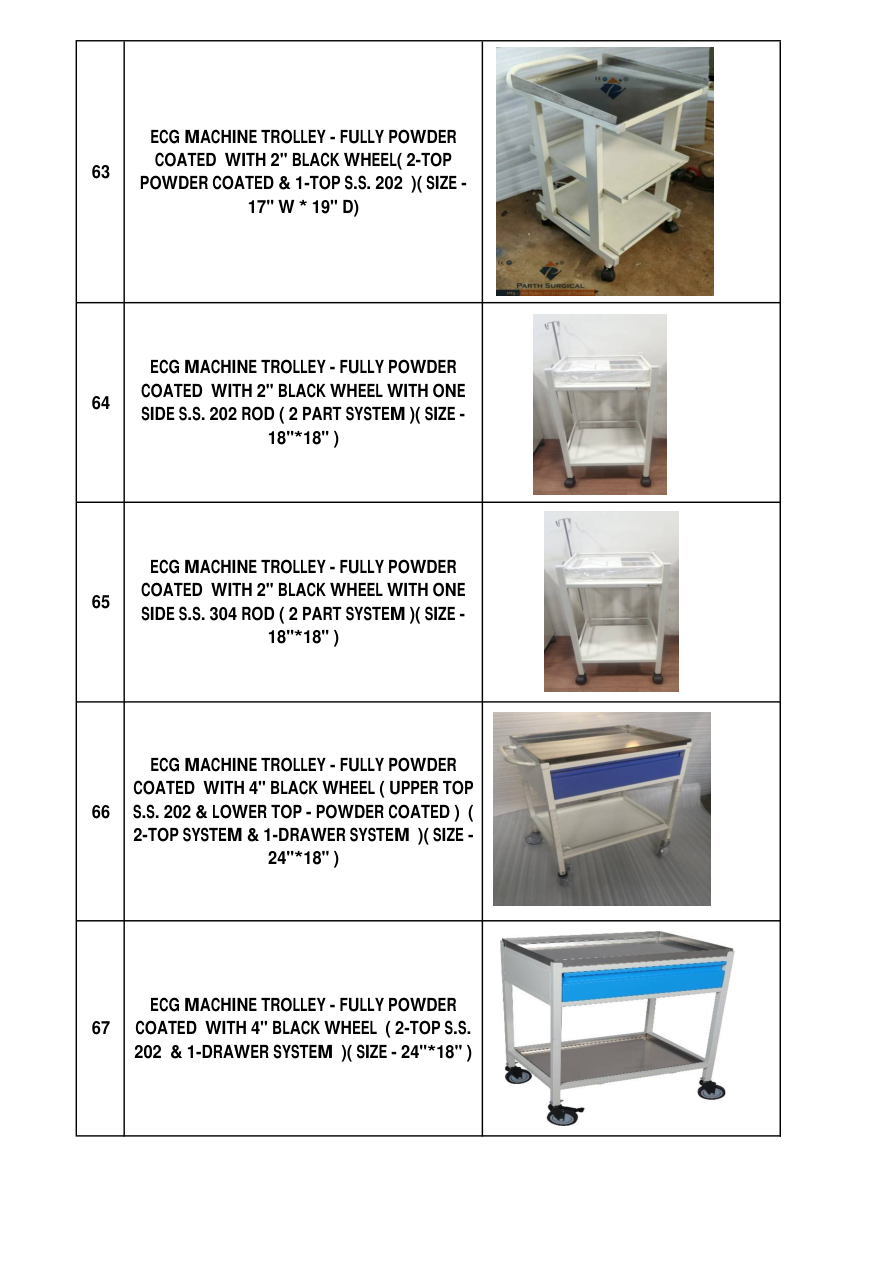 63
ECG MACHINE TROLLEY - FULLY POWDER
COATED WITH 2" BLACK WHEEL( 2-TOP
POWDER COATED & 1-TOP S.S. 202 )( SIZE -
17" W * 19" D)
PARTH SURGICAL
64
ECG MACHINE TROLLEY - FULLY POWDER
COATED WITH 2" BLACK WHEEL WITH ONE
SIDE S.S. 202 ROD ( 2 PART SYSTEM )( SIZE -
18"*18" )
65
ECG MACHINE TROLLEY - FULLY POWDER
COATED WITH 2" BLACK WHEEL WITH ONE
SIDE S.S. 304 ROD ( 2 PART SYSTEM )( SIZE -
18"*18" )
66
ECG MACHINE TROLLEY - FULLY POWDER
COATED WITH 4" BLACK WHEEL ( UPPER TOP
S.S. 202 & LOWER TOP - POWDER COATED ) (
2-TOP SYSTEM & 1-DRAWER SYSTEM )( SIZE -
24"*18" )
67
ECG MACHINE TROLLEY - FULLY POWDER
COATED WITH 4" BLACK WHEEL ( 2-TOP S.S.
202 & 1-DRAWER SYSTEM )( SIZE - 24"*18" )